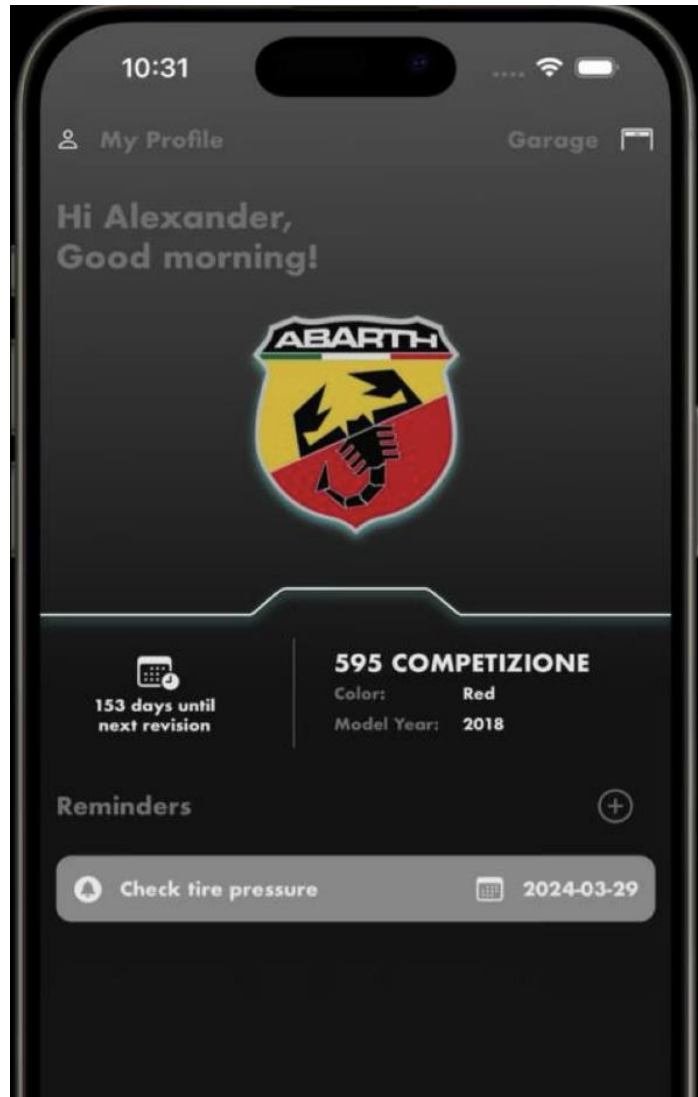 10:31
My Profile
Garage
Hi Alexander,
Good morning!
ABARTH
153 days until
next revision
595 COMPETIZIONE
Color: Red
Model Year: 2018
Reminders
Check tire pressure
2024-03-29